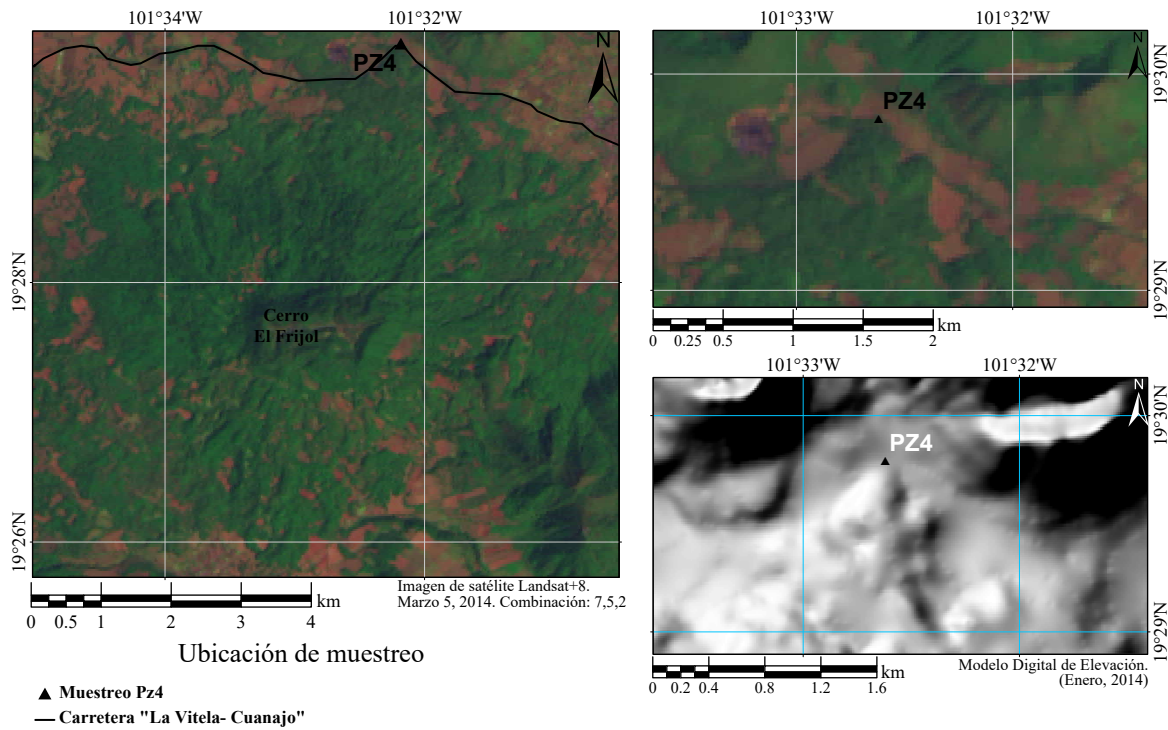 101°34'W
101°32'W
N
PZ4
19°28'N
Cerro
El Frijol
19°26'N
km
0 0.5 1 2 3 4
Imagen de satélite Landsat+8.
Marzo 5, 2014. Combinación: 7,5,2
Ubicación de muestreo
Muestreo Pz4
Carretera "La Vitela- Cuanajo"
101°33'W
101°32'W
N
19°30'N
PZ4
19°29'N
km
0 0.25 0.5 1 1.5 2
101°33'W
101°32'W
N
19°30'N
PZ4
19°29'N
km
0 0.2 0.4 0.8 1.2 1.6
Modelo Digital de Elevación.
(Enero, 2014)